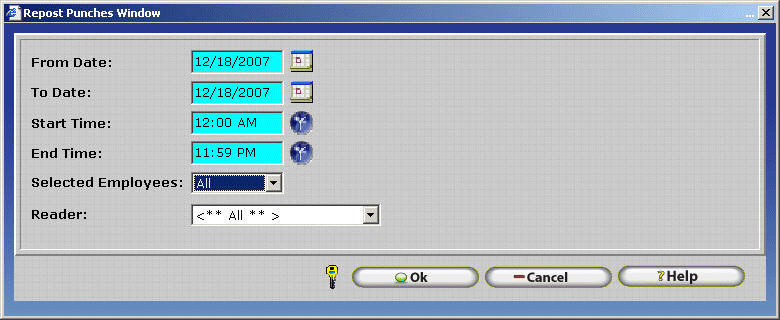 Repost Punches Window
From Date: 12/18/2007
To Date: 12/18/2007
Start Time: 12:00 AM
End Time: 11:59 PM
Selected Employees: All
Reader: <** All ** >
Ok Cancel ?Help